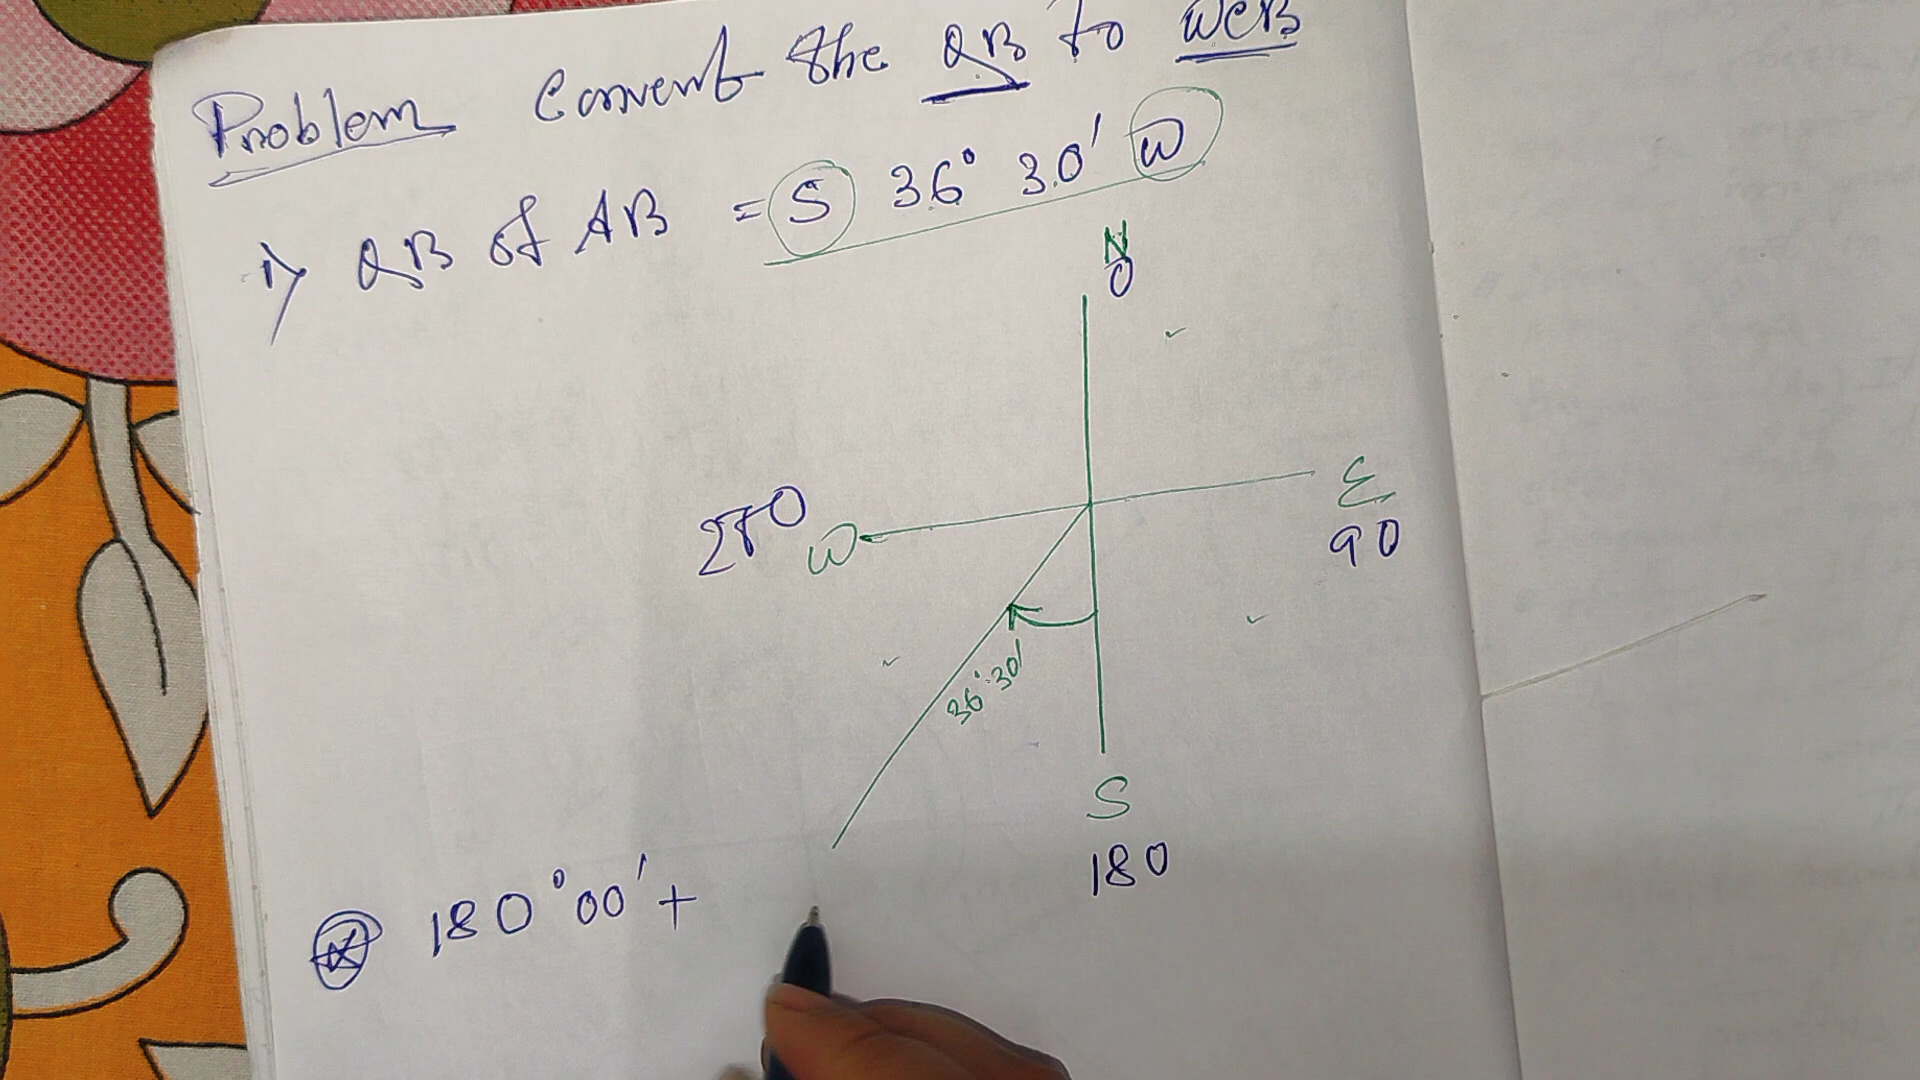 Problem Convert the QB to WCB
1) QB of AB = S 36° 30' W
N
0
E
90
270 W
36°30'
S
180
180°00' +